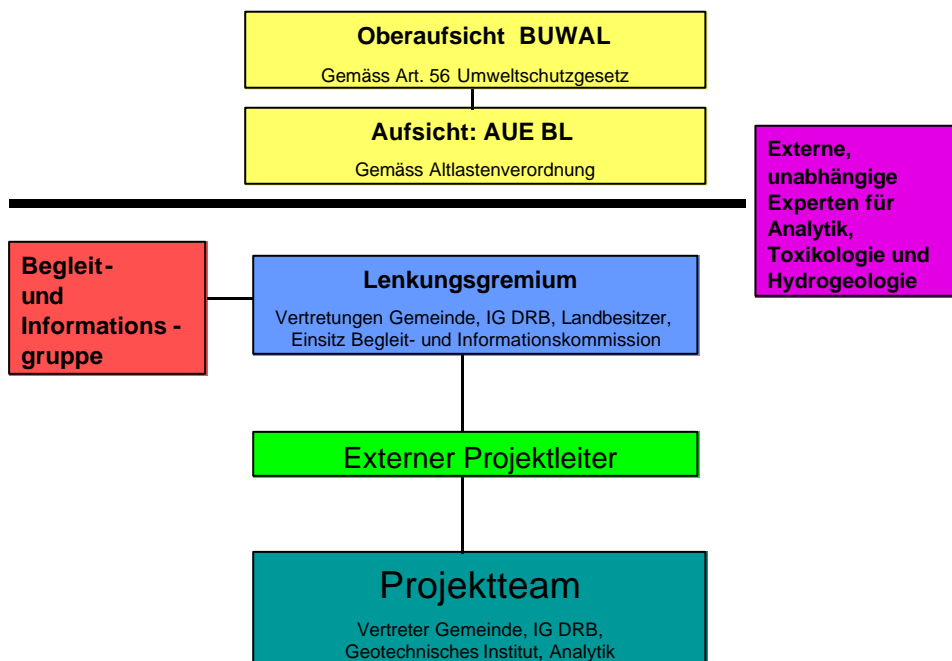 Oberaufsicht BUWAL
Gemäss Art. 56 Umweltschutzgesetz
Aufsicht: AUE BL
Gemäss Altlastenverordnung
Externe,
unabhängige
Experten für
Analytik,
Toxikologie und
Hydrogeologie
Begleit-
und
Informations -
gruppe
Lenkungsgremium
Vertretungen Gemeinde, IG DRB, Landbesitzer,
Einsitz Begleit- und Informationskommission
Externer Projektleiter
Projektteam
Vertreter Gemeinde, IG DRB,
Geotechnisches Institut, Analytik